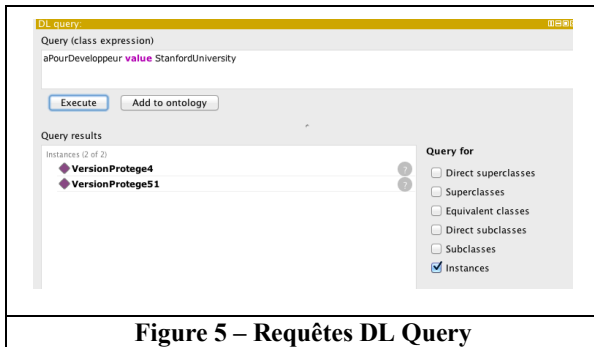 DL query:
Query (class expression)
aPourDeveloppeur value StanfordUniversity
Execute
Add to ontology
Query results
Instances (2 of 2)
VersionProtege4
?
VersionProtege51
?
Query for
Direct superclasses
Superclasses
Equivalent classes
Direct subclasses
Subclasses
Instances
Figure 5 – Requêtes DL Query